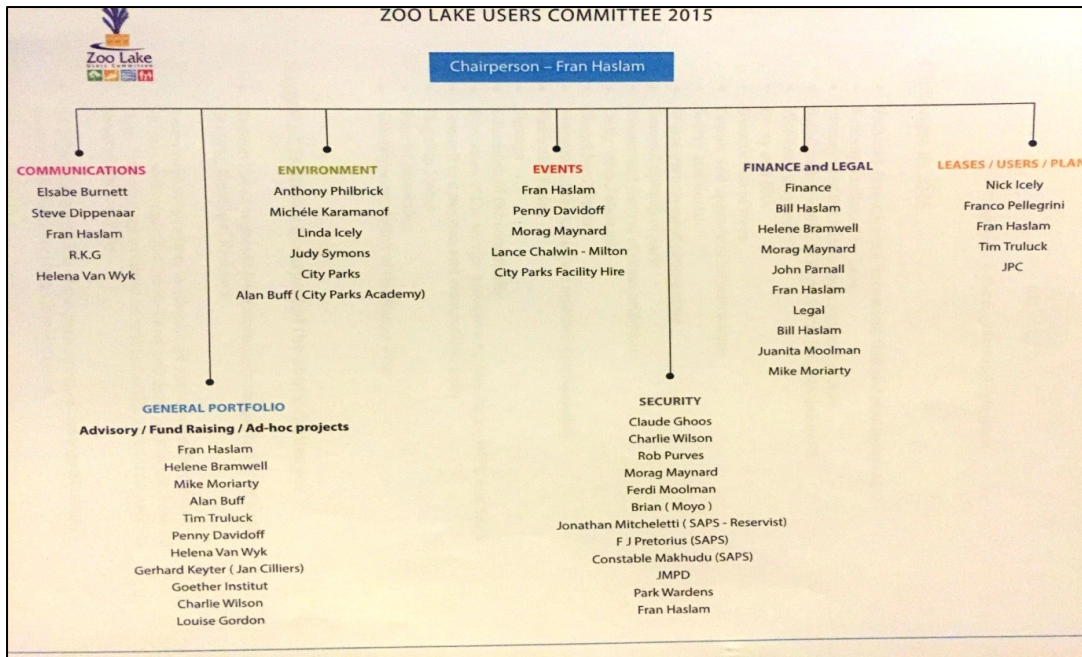 ZOO LAKE USERS COMMITTEE 2015
Zoo Lake
Users Committee
Chairperson – Fran Haslam
COMMUNICATIONS
Elsabe Burnett
Steve Dippenaar
Fran Haslam
R.K.G
Helena Van Wyk
ENVIRONMENT
Anthony Philbrick
Michéle Karamanof
Linda Icely
Judy Symons
City Parks
Alan Buff ( City Parks Academy)
EVENTS
Fran Haslam
Penny Davidoff
Morag Maynard
Lance Chalwin - Milton
City Parks Facility Hire
FINANCE and LEGAL
Finance
Bill Haslam
Helene Bramwell
Morag Maynard
John Parnall
Fran Haslam
Legal
Bill Haslam
Juanita Moolman
Mike Moriarty
LEASES / USERS / PLAN
Nick Icely
Franco Pellegrini
Fran Haslam
Tim Truluck
JPC
GENERAL PORTFOLIO
Advisory / Fund Raising / Ad-hoc projects
Fran Haslam
Helene Bramwell
Mike Moriarty
Alan Buff
Tim Truluck
Penny Davidoff
Helena Van Wyk
Gerhard Keyter ( Jan Cilliers)
Goether Institut
Charlie Wilson
Louise Gordon
SECURITY
Claude Ghoos
Charlie Wilson
Rob Purves
Morag Maynard
Ferdi Moolman
Brian ( Moyo )
Jonathan Mitcheletti ( SAPS - Reservist)
F J Pretorius (SAPS)
Constable Makhudu (SAPS)
JMPD
Park Wardens
Fran Haslam